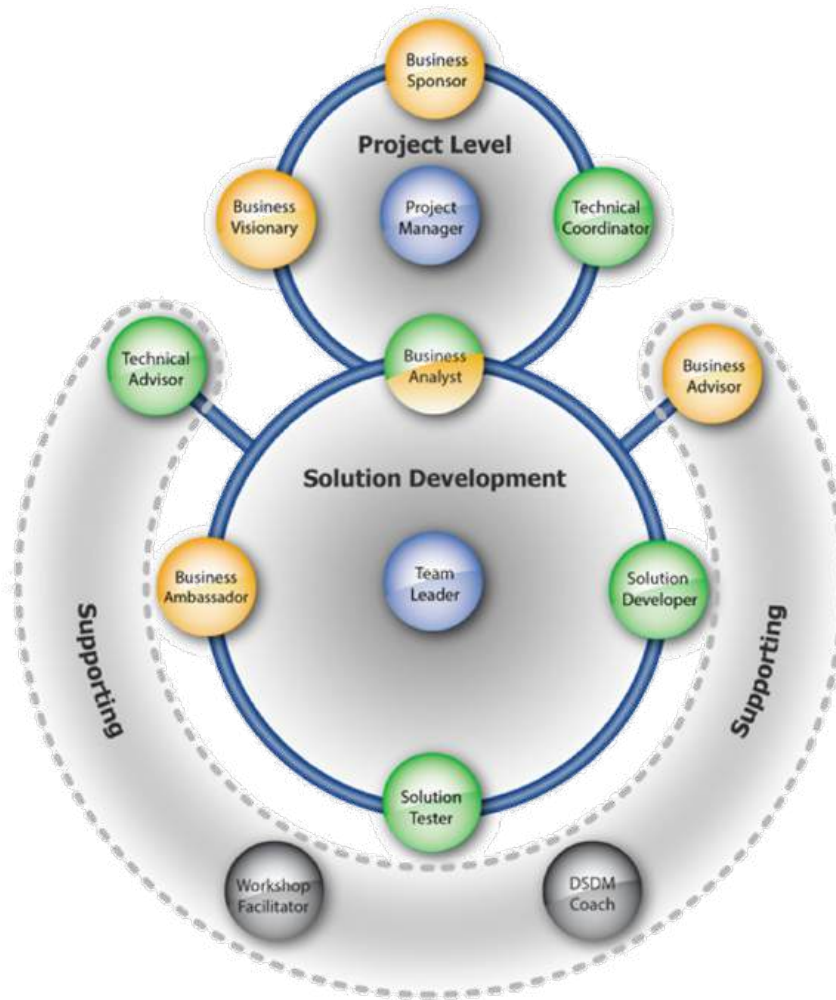 Business
Sponsor
Project Level
Business
Visionary
Project
Manager
Technical
Coordinator
Technical
Advisor
Business
Analyst
Business
Advisor
Solution Development
Business
Ambassador
Team
Leader
Solution
Developer
Supporting
Supporting
Solution
Tester
Workshop
Facilitator
DSDM
Coach